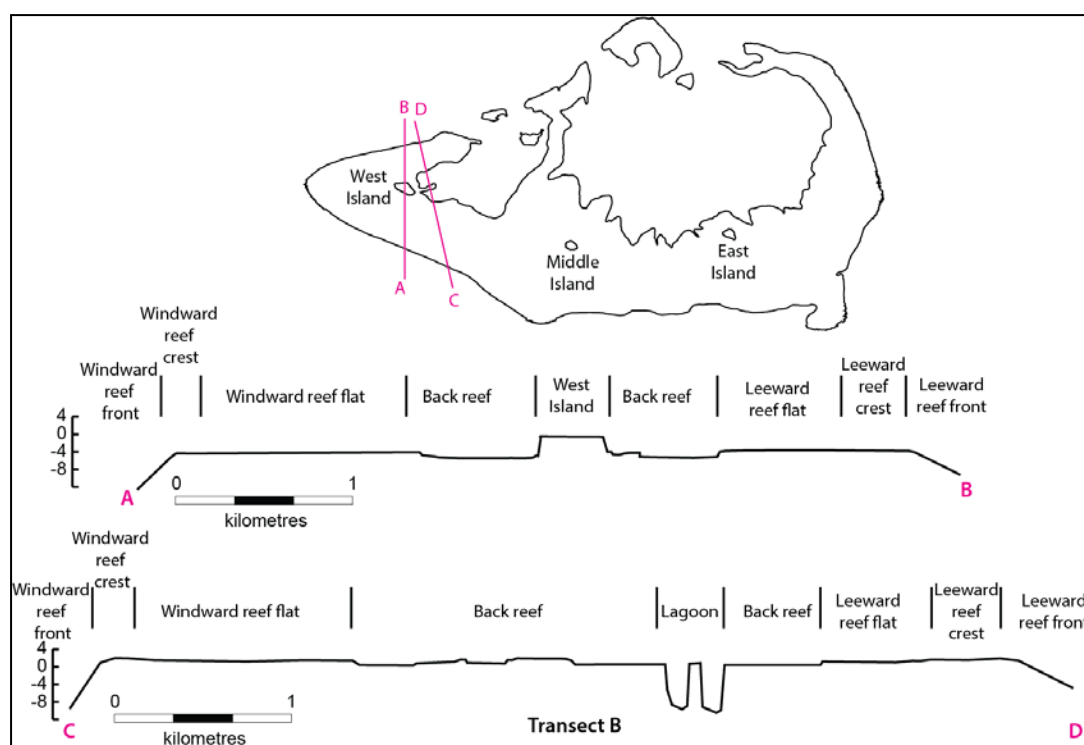 B D
West
Island
A
C
Middle
Island
East
Island
Windward
reef
front
Windward
reef
crest
Windward reef flat
Back reef
West
Island
Back reef
Leeward
reef flat
Leeward
reef
crest
Leeward
reef front
4
0
-4
-8
A
B
0 1
kilometres
Windward
reef
front
Windward
reef
crest
Windward reef flat
Back reef
Lagoon
Back reef
Leeward
reef flat
Leeward
reef
crest
Leeward
reef front
4
0
-4
-8
C
D
0 1
kilometres
Transect B